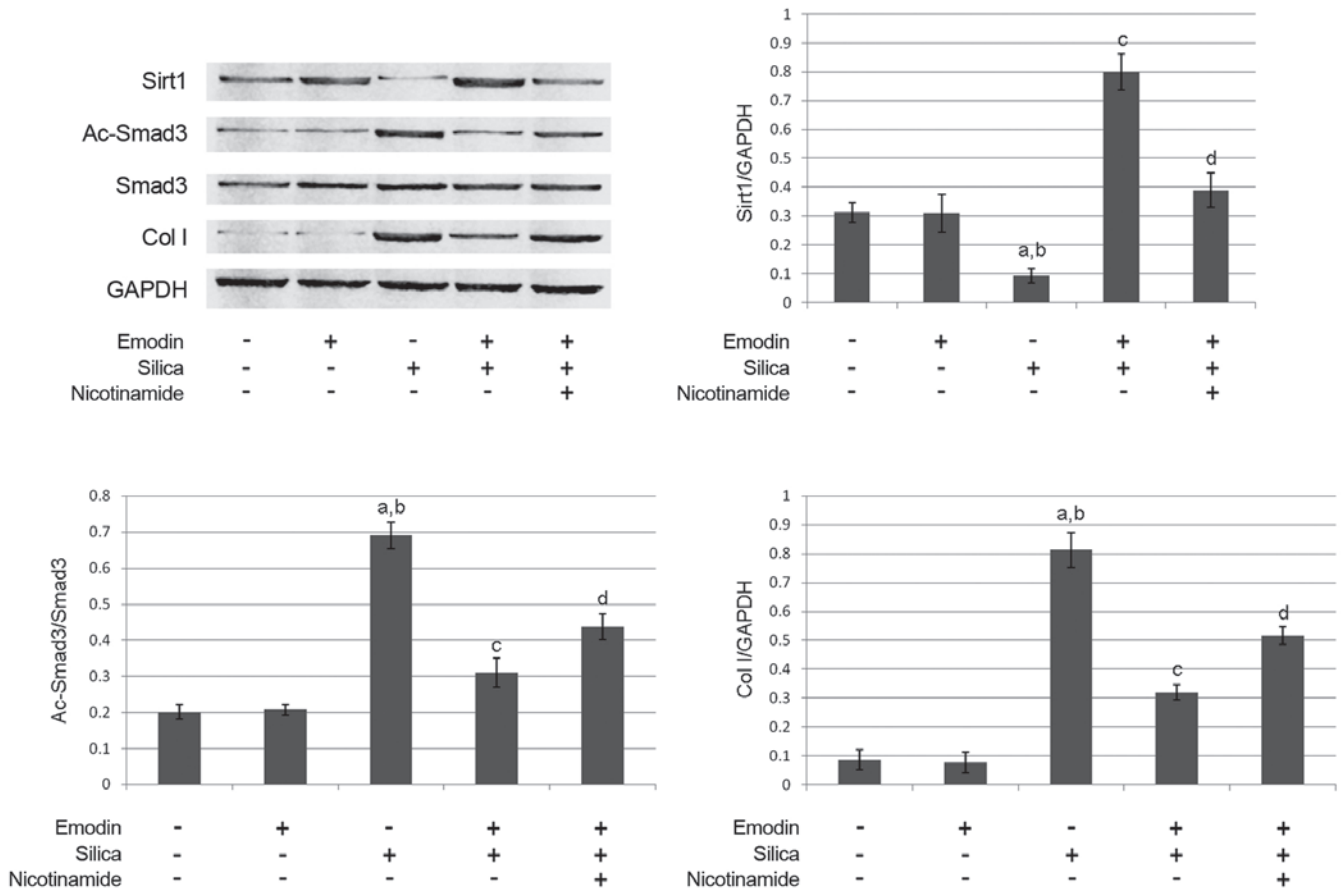 Sirt1
Ac-Smad3
Smad3
Col I
GAPDH
Emodin - + - + +
Silica - - + + +
Nicotinamide - - - - +
Sirt1/GAPDH
1
0.9
0.8
0.7
0.6
0.5
0.4
0.3
0.2
0.1
0
a,b
c
d
Emodin - + - + +
Silica - - + + +
Nicotinamide - - - - +
Ac-Smad3/Smad3
0.8
0.7
0.6
0.5
0.4
0.3
0.2
0.1
0
a,b
c
d
Emodin - + - + +
Silica - - + + +
Nicotinamide - - - - +
Col I/GAPDH
1
0.9
0.8
0.7
0.6
0.5
0.4
0.3
0.2
0.1
0
a,b
c
d
Emodin - + - + +
Silica - - + + +
Nicotinamide - - - - +